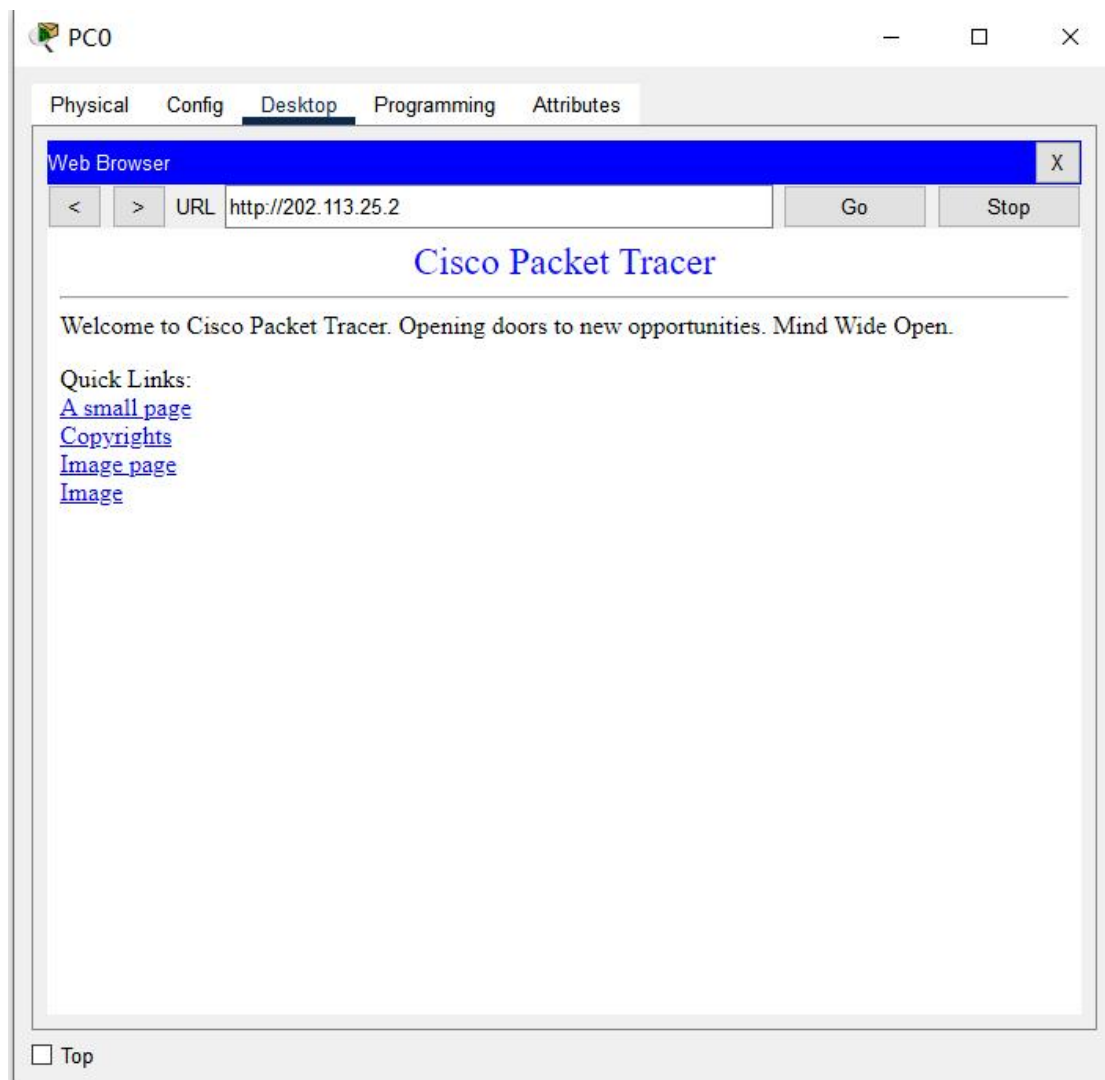 PC0
Physical Config Desktop Programming Attributes
Web Browser X
< > URL http://202.113.25.2 Go Stop
Cisco Packet Tracer
Welcome to Cisco Packet Tracer. Opening doors to new opportunities. Mind Wide Open.
Quick Links:
A small page
Copyrights
Image page
Image
Top